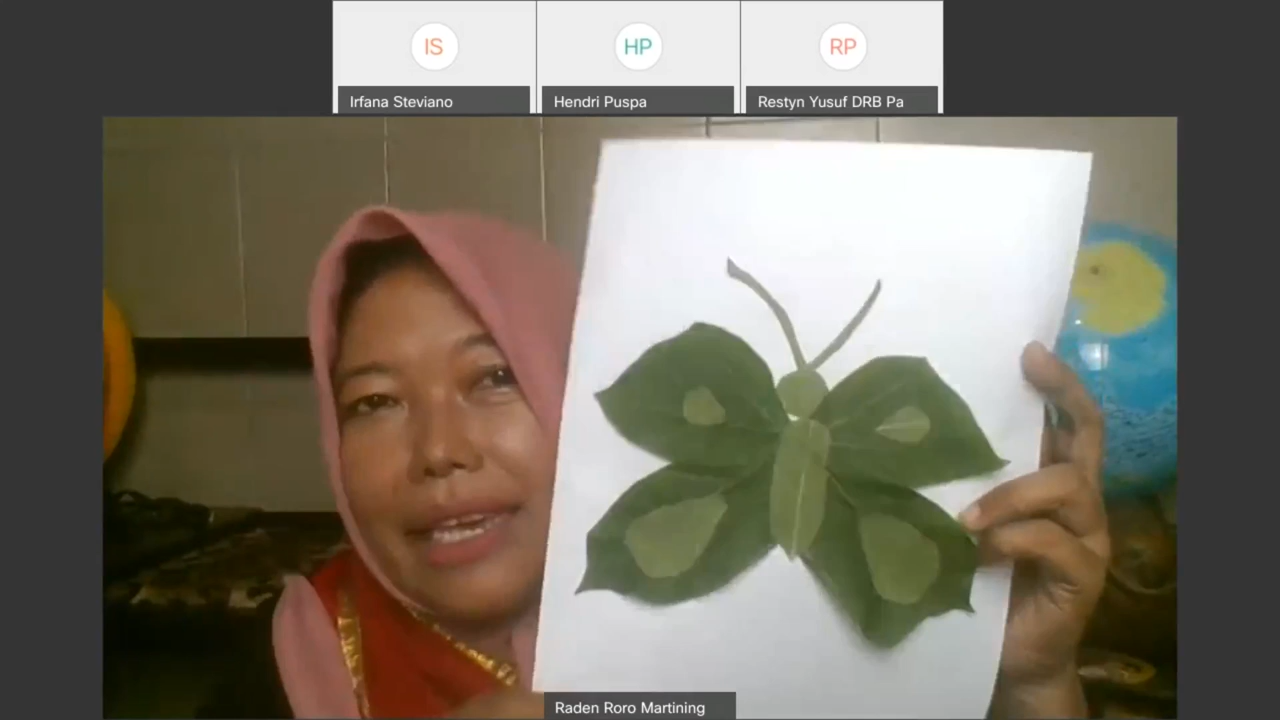 IS
HP
RP
Irfana Steviano
Hendri Puspa
Restyn Yusuf DRB Pa
Raden Roro Martining